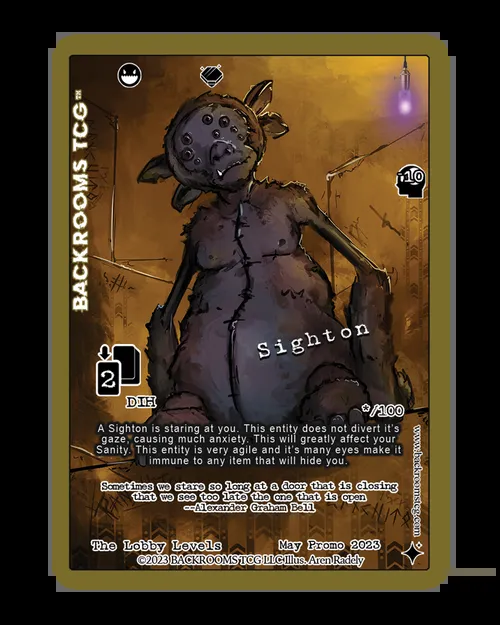 BACKROOMS TCG™
10
Sighton
2
DIH
*/100
A Sighton is staring at you. This entity does not divert it's
gaze, causing much anxiety. This will greatly affect your
Sanity. This entity is very agile and it's many eyes make it
immune to any item that will hide you.
www.backroomstcg.com
Sometimes we stare so long at a door that is closing
that we see too late the one that is open
--Alexander Graham Bell
The Lobby Levels
May Promo 2023
©2023 BACKROOMS TCG LLC Illus. Aren Raddy